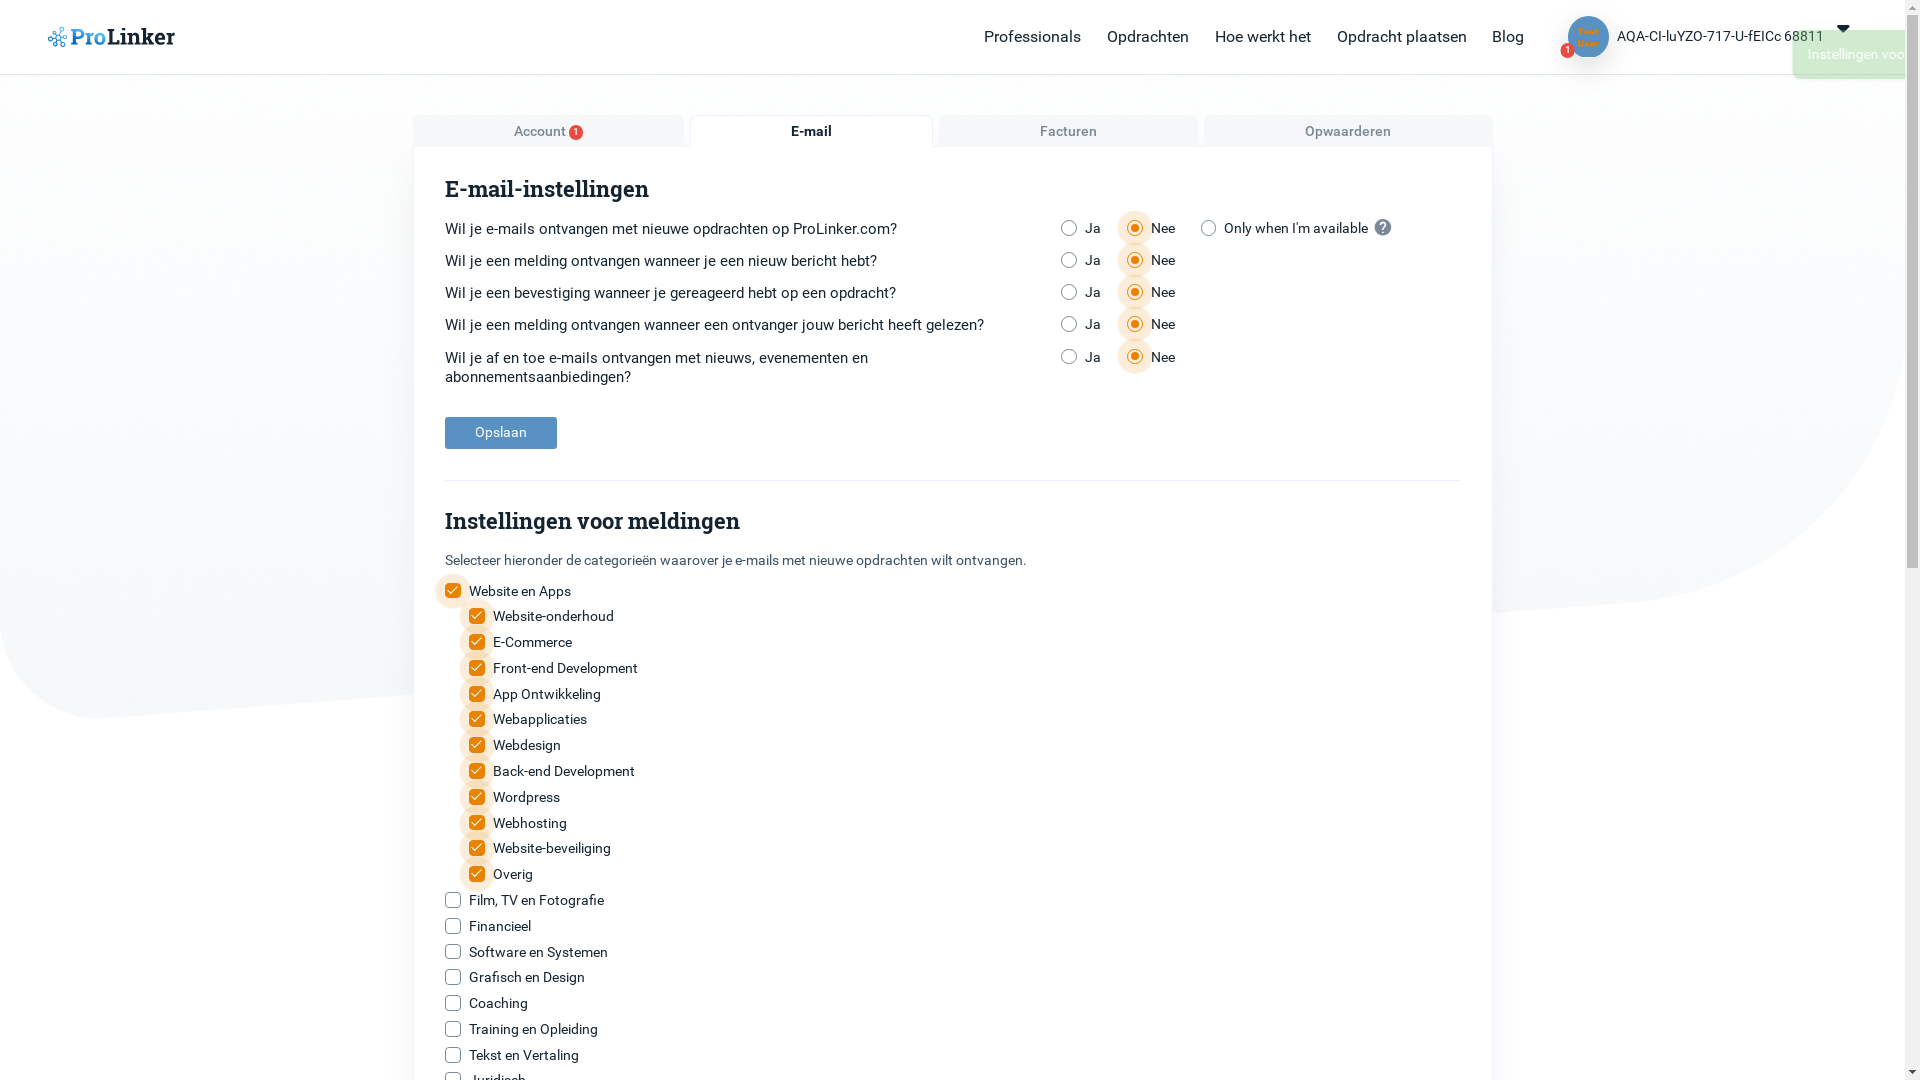 ProLinker
Professionals
Opdrachten
Hoe werkt het
Opdracht plaatsen
Blog
1
AQA-CI-luYZO-717-U-fEICc 68811
Instellingen voo
Account 1
E-mail
Facturen
Opwaarderen
E-mail-instellingen
Wil je e-mails ontvangen met nieuwe opdrachten op ProLinker.com?
Ja
Nee
Only when I'm available
Wil je een melding ontvangen wanneer je een nieuw bericht hebt?
Ja
Nee
Wil je een bevestiging wanneer je gereageerd hebt op een opdracht?
Ja
Nee
Wil je een melding ontvangen wanneer een ontvanger jouw bericht heeft gelezen?
Ja
Nee
Wil je af en toe e-mails ontvangen met nieuws, evenementen en
abonnementsaanbiedingen?
Ja
Nee
Opslaan
Instellingen voor meldingen
Selecteer hieronder de categorieën waarover je e-mails met nieuwe opdrachten wilt ontvangen.
Website en Apps
Website-onderhoud
E-Commerce
Front-end Development
App Ontwikkeling
Webapplicaties
Webdesign
Back-end Development
Wordpress
Webhosting
Website-beveiliging
Overig
Film, TV en Fotografie
Financieel
Software en Systemen
Grafisch en Design
Coaching
Training en Opleiding
Tekst en Vertaling
Juridisch